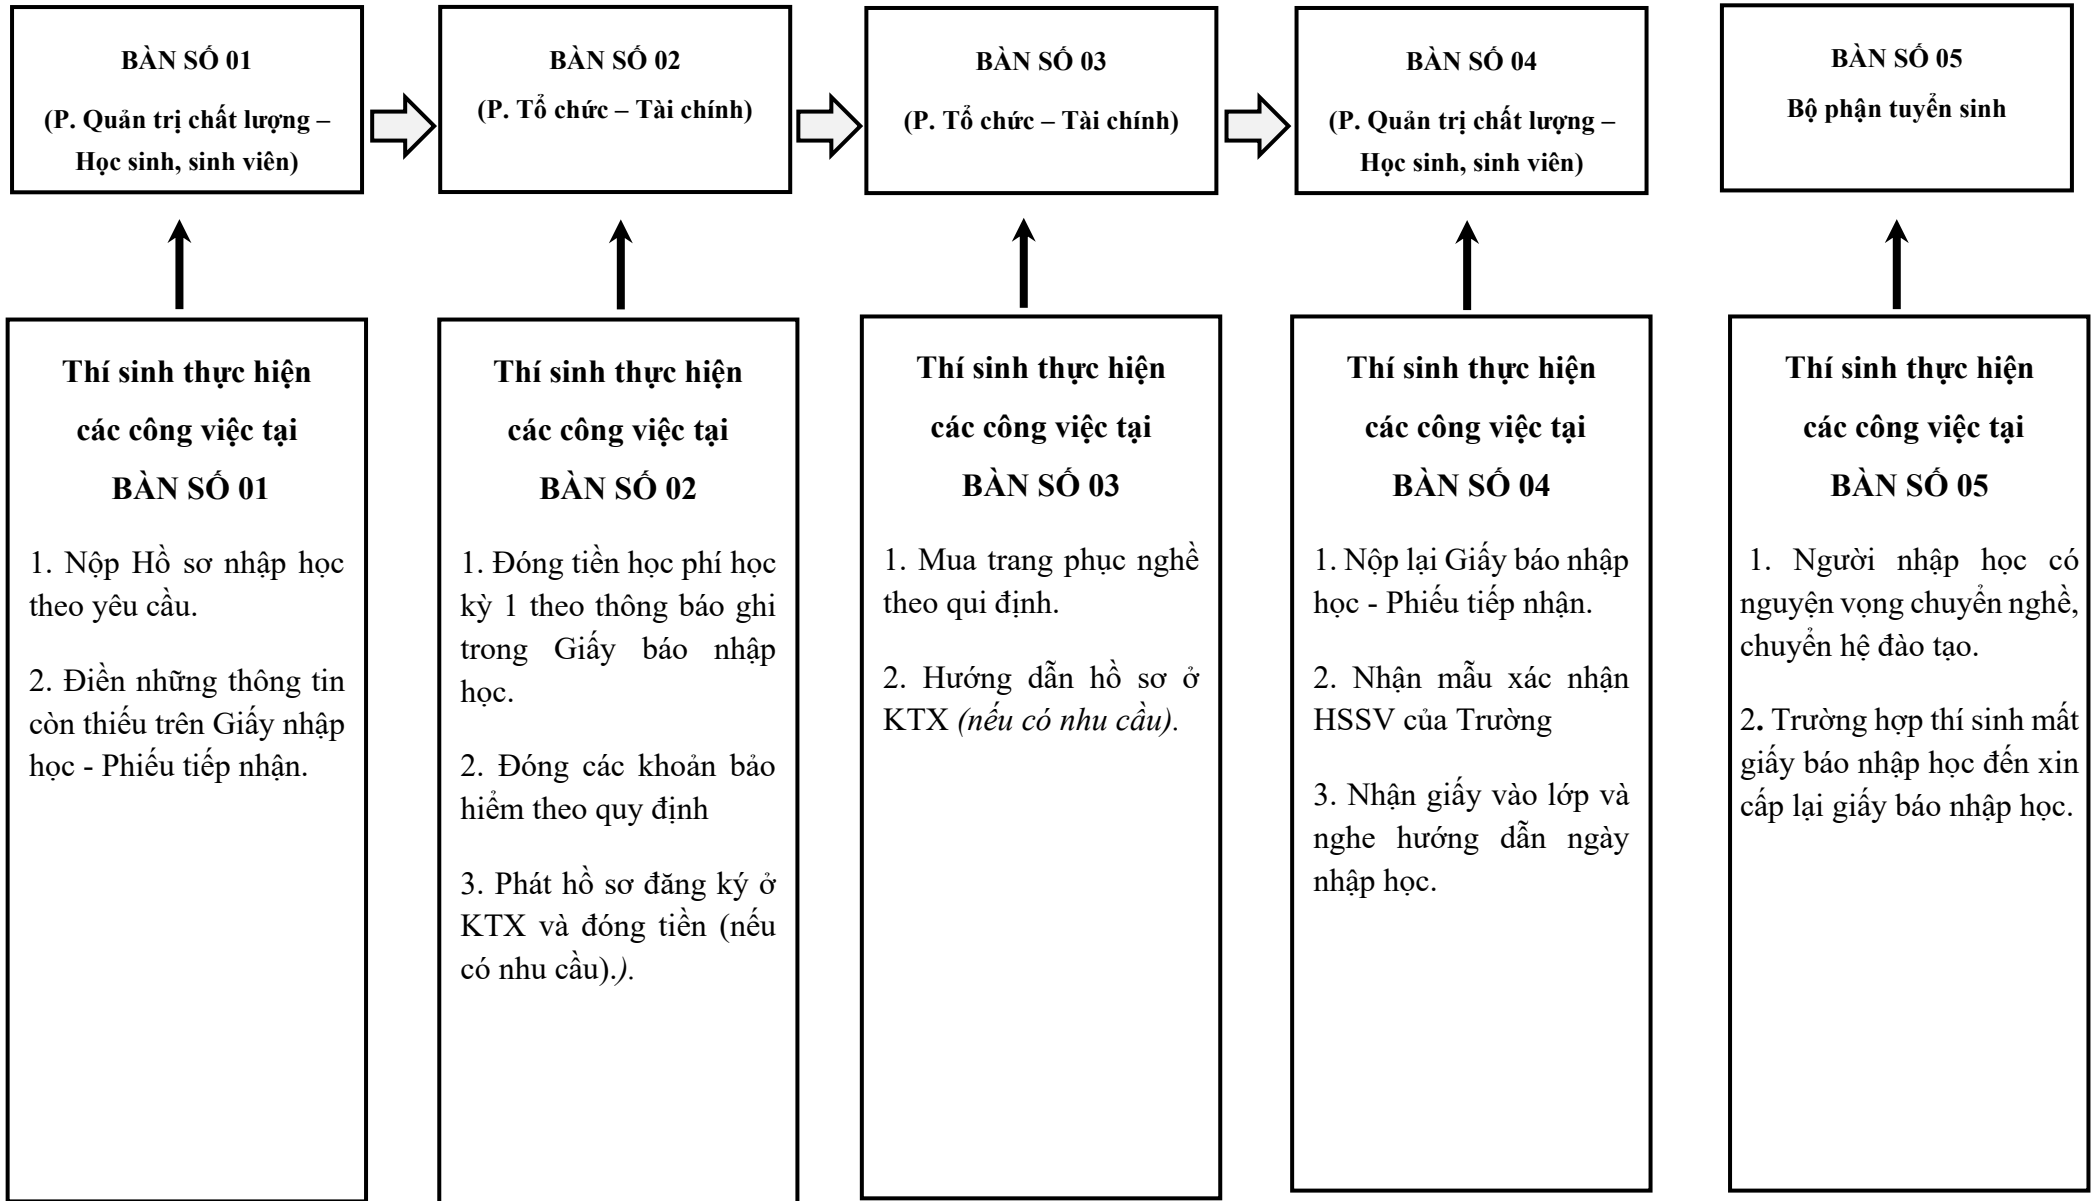 BÀN SỐ 01
(P. Quản trị chất lượng –
Học sinh, sinh viên)
BÀN SỐ 02
(P. Tổ chức – Tài chính)
BÀN SỐ 03
(P. Tổ chức – Tài chính)
BÀN SỐ 04
(P. Quản trị chất lượng –
Học sinh, sinh viên)
BÀN SỐ 05
Bộ phận tuyển sinh
Thí sinh thực hiện
các công việc tại
BÀN SỐ 01
1. Nộp Hồ sơ nhập học
theo yêu cầu.
2. Điền những thông tin
còn thiếu trên Giấy nhập
học - Phiếu tiếp nhận.
Thí sinh thực hiện
các công việc tại
BÀN SỐ 02
1. Đóng tiền học phí học
kỳ 1 theo thông báo ghi
trong Giấy báo nhập
học.
2. Đóng các khoản bảo
hiểm theo quy định
3. Phát hồ sơ đăng ký ở
KTX và đóng tiền (nếu
có nhu cầu).).
Thí sinh thực hiện
các công việc tại
BÀN SỐ 03
1. Mua trang phục nghề
theo qui định.
2. Hướng dẫn hồ sơ ở
KTX (nếu có nhu cầu).
Thí sinh thực hiện
các công việc tại
BÀN SỐ 04
1. Nộp lại Giấy báo nhập
học - Phiếu tiếp nhận.
2. Nhận mẫu xác nhận
HSSV của Trường
3. Nhận giấy vào lớp và
nghe hướng dẫn ngày
nhập học.
Thí sinh thực hiện
các công việc tại
BÀN SỐ 05
1. Người nhập học có
nguyện vọng chuyển nghề,
chuyển hệ đào tạo.
2. Trường hợp thí sinh mất
giấy báo nhập học đến xin
cấp lại giấy báo nhập học.